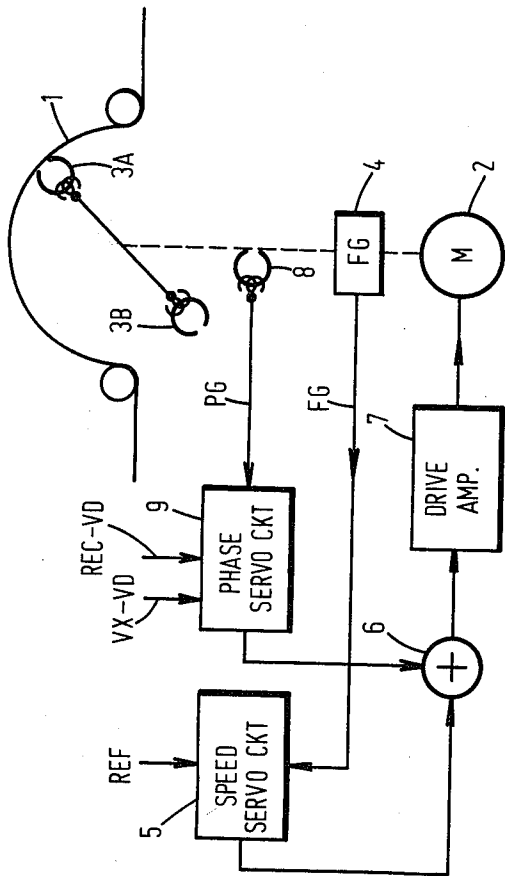 1
3A
3B
8
PG
REC-VD
VX-VD
9
PHASE
SERVO CKT
4
FG
FG
2
M
7
DRIVE
AMP.
6
+
REF
5
SPEED
SERVO CKT